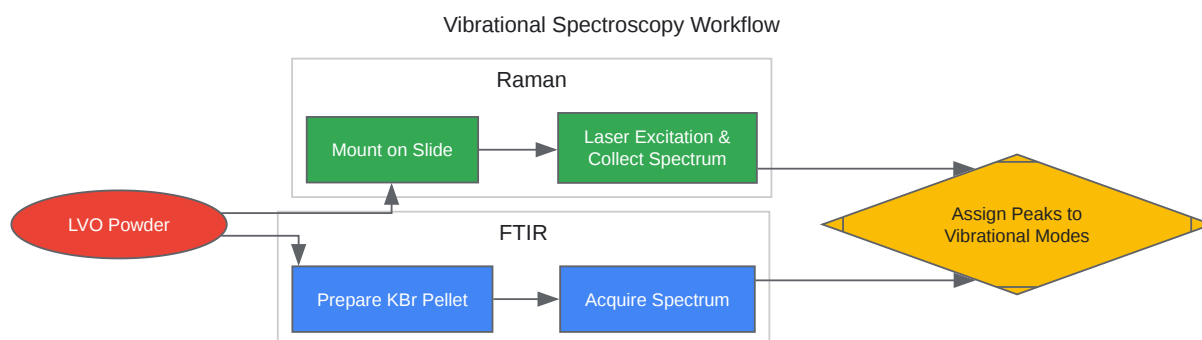 Vibrational Spectroscopy Workflow
Raman
Mount on Slide
Laser Excitation &
Collect Spectrum
LVO Powder
Assign Peaks to
Vibrational Modes
FTIR
Prepare KBr Pellet
Acquire Spectrum